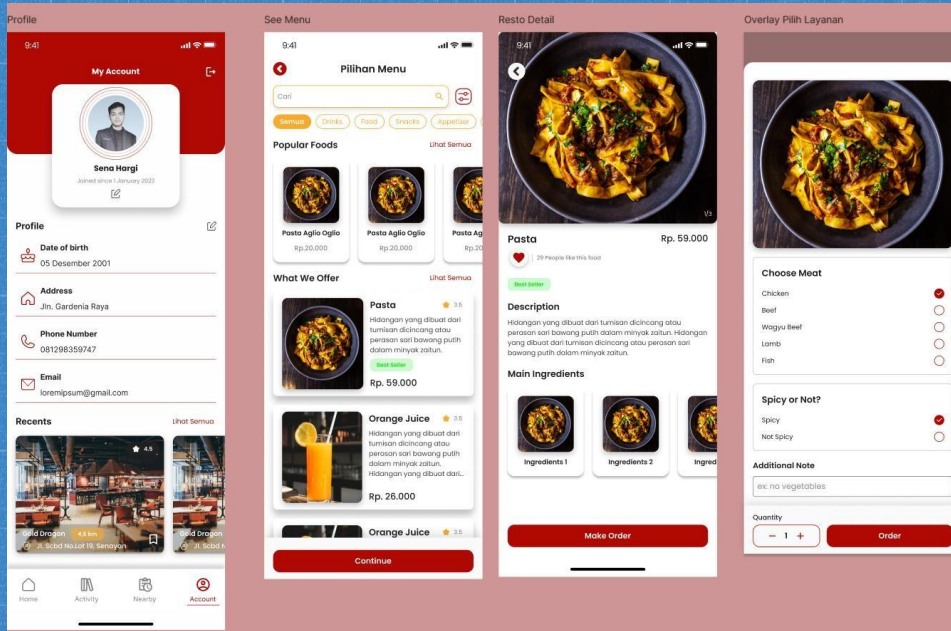 Profile
9:41
My Account
Sena Hargi
Joined since 1 January 2022
Profile
Date of birth
05 Desember 2001
Address
Jln. Gardenia Raya
Phone Number
081298359747
Email
loremipsum@gmail.com
Recents
Lihat Semua
4.5
Gold Dragon
4,6 km
Jl. Scbd No.Lot 19, Senayan
Gold Dragon
Jl. Scbd N
Home
Activity
Nearby
Account
See Menu
9:41
Pilihan Menu
Cari
Semua
Drinks
Food
Snacks
Appetizer
Popular Foods
Lihat Semua
Pasta Aglio Oglio
Rp.20.000
Pasta Aglio Oglio
Rp.20.000
Pasta Ag
Rp.20
What We Offer
Lihat Semua
Pasta
3.5
Hidangan yang dibuat dari
tumisan dicincang atau
perasan sari bawang putih
dalam minyak zaitun.
Best Seller
Rp. 59.000
Orange Juice
3.5
Hidangan yang dibuat dari
tumisan dicincang atau
perasan sari bawang putih
dalam minyak zaitun.
Hidangan yang dibuat dari...
Rp. 26.000
Orange Juice
3.5
Continue
Resto Detail
9:41
1/3
Pasta
Rp. 59.000
29 People like this food
Best Seller
Description
Hidangan yang dibuat dari tumisan dicincang atau
perasan sari bawang putih dalam minyak zaitun. Hidangan
yang dibuat dari tumisan dicincang atau perasan sari
bawang putih dalam minyak zaitun.
Main Ingredients
Ingredients 1
Ingredients 2
Ingred
Make Order
Overlay Pilih Layanan
Choose Meat
Chicken
Beef
Wagyu Beef
Lamb
Fish
Spicy or Not?
Spicy
Not Spicy
Additional Note
ex: no vegetables
Quantity
- 1 +
Order